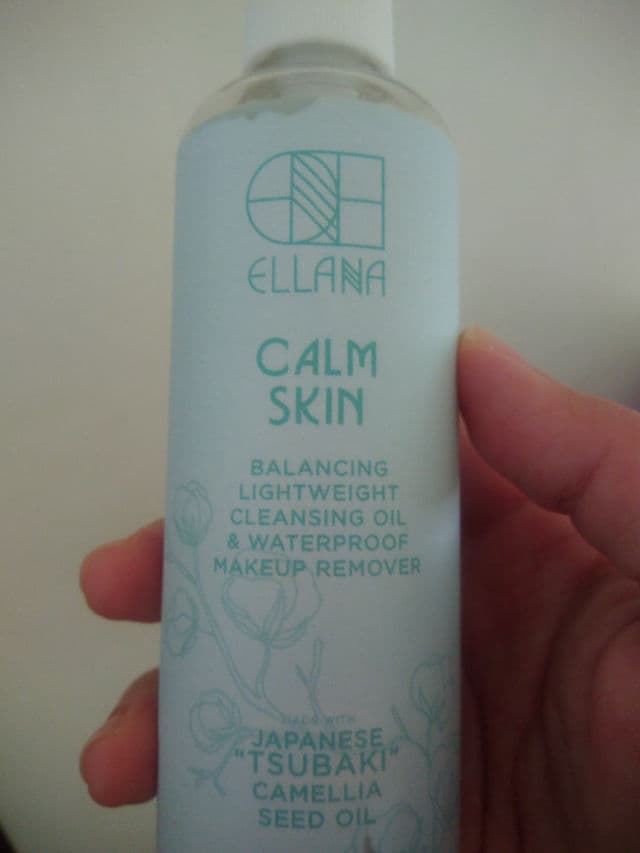 ELLANA
CALM
SKIN
BALANCING
LIGHTWEIGHT
CLEANSING OIL
& WATERPROOF
MAKEUP REMOVER
MADE WITH
JAPANESE
"TSUBAKI"
CAMELLIA
SEED OIL